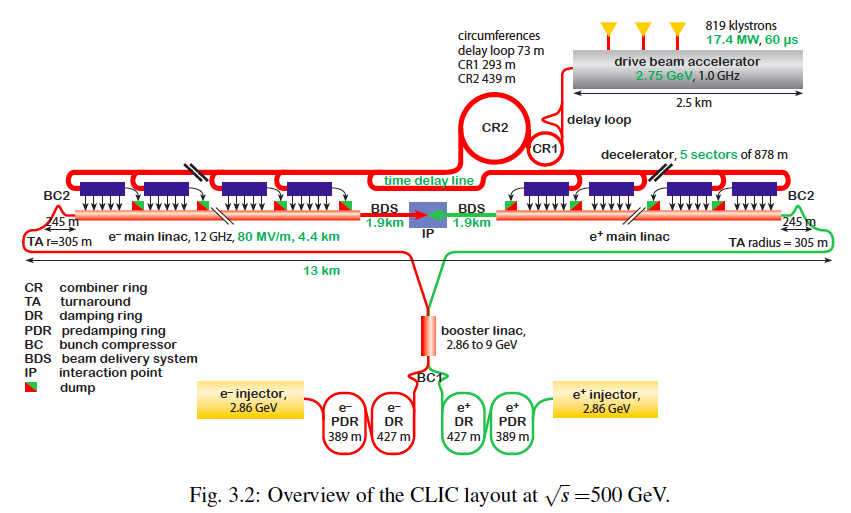 819 klystrons
17.4 MW, 60 µs
circumferences
delay loop 73 m
CR1 293 m
CR2 439 m
drive beam accelerator
2.75 GeV, 1.0 GHz
2.5 km
delay loop
CR2
CR1
decelerator, 5 sectors of 878 m
time delay line
BC2
BC2
BDS
1.9km
BDS
1.9km
IP
245 m
245 m
TA r=305 m
e– main linac, 12 GHz, 80 MV/m, 4.4 km
e+ main linac
TA radius = 305 m
13 km
CR combiner ring
TA turnaround
DR damping ring
PDR predamping ring
BC bunch compressor
BDS beam delivery system
IP interaction point
dump
booster linac,
2.86 to 9 GeV
BC1
e– injector,
2.86 GeV
e–
PDR
389 m
e–
DR
427 m
e+
DR
427 m
e+
PDR
389 m
e+ injector,
2.86 GeV
Fig. 3.2: Overview of the CLIC layout at √s =500 GeV.